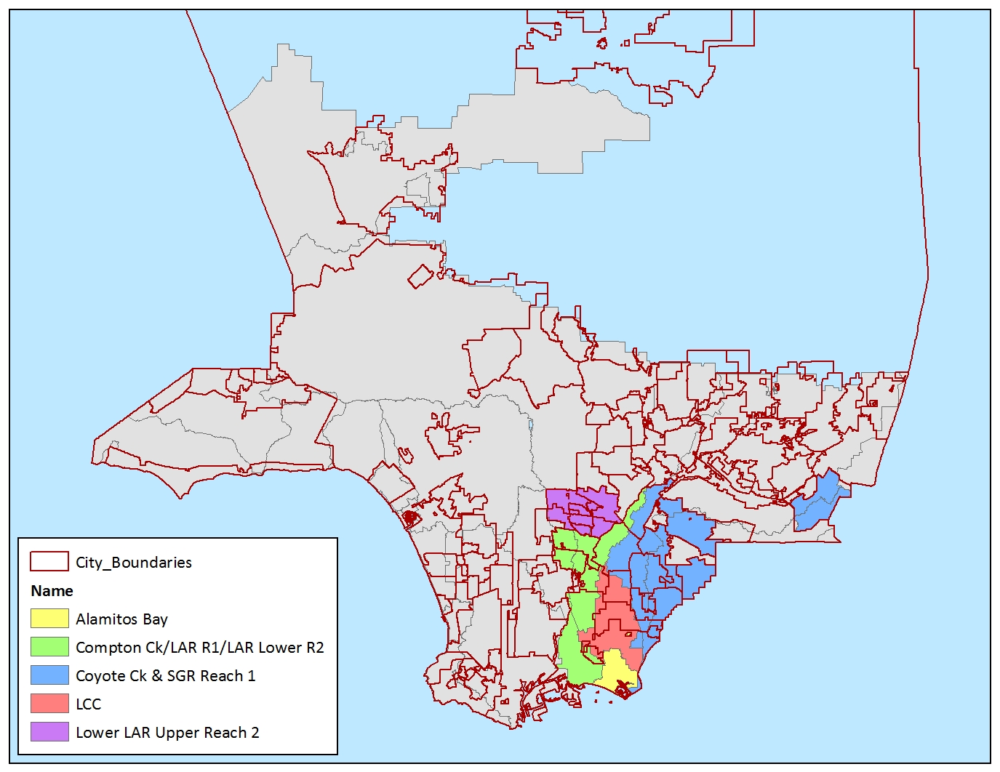 City_Boundaries
Name
Alamitos Bay
Compton Ck/LAR R1/LAR Lower R2
Coyote Ck & SGR Reach 1
LCC
Lower LAR Upper Reach 2